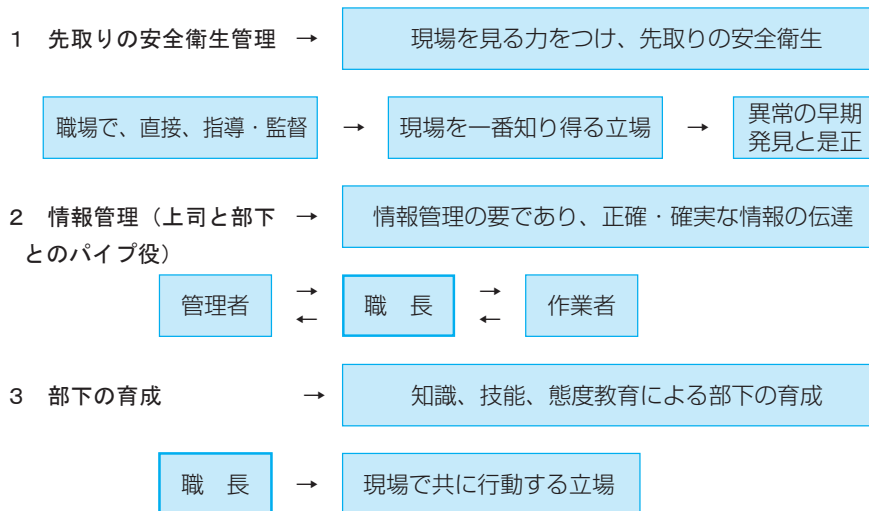 1　先取りの安全衛生管理 → 現場を見る力をつけ、先取りの安全衛生
職場で、直接、指導・監督 → 現場を一番知り得る立場 → 異常の早期
発見と是正
2　情報管理（上司と部下 → 情報管理の要であり、正確・確実な情報の伝達
とのパイプ役）
管理者 → ← 職　長 → ← 作業者
3　部下の育成 → 知識、技能、態度教育による部下の育成
職　長 → 現場で共に行動する立場